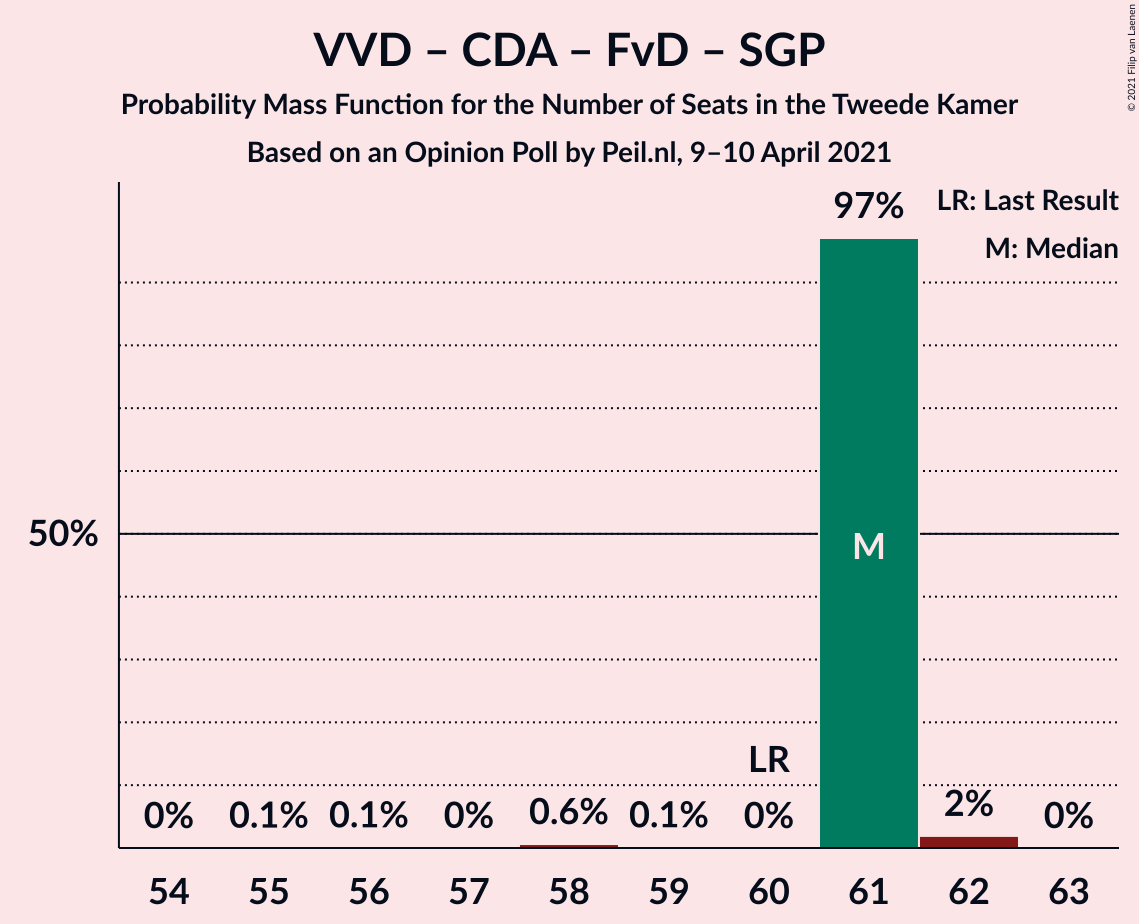 VVD – CDA – FvD – SGP
Probability Mass Function for the Number of Seats in the Tweede Kamer
Based on an Opinion Poll by Peil.nl, 9–10 April 2021
© 2021 Filip van Laenen
LR: Last Result
M: Median
97%
50%
M
LR
0% 0.1% 0.1% 0% 0.6% 0.1% 0% 2% 0%
54 55 56 57 58 59 60 61 62 63